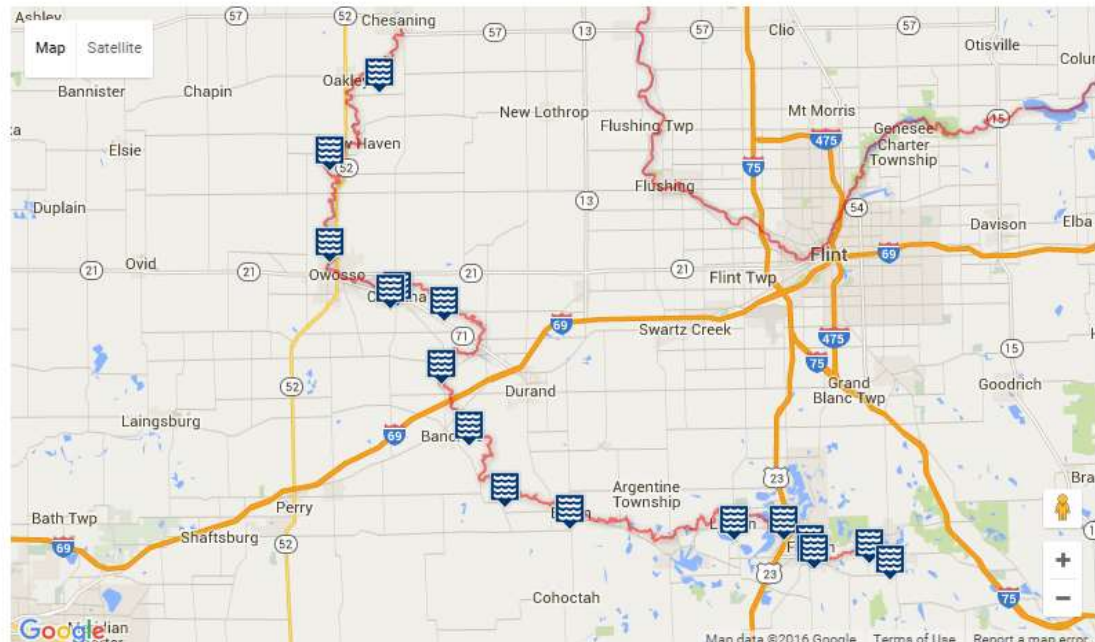 Ashley
57
52
Chesaning
57
13
57
Clio
57
Otisville
Map
Satellite
Oakley
Bannister
Chapin
New Lothrop
Flushing Twp
Mt Morris
Genesee
Charter
Township
15
475
Elsie
52
75
Flushing
Duplain
13
54
Davison
Elba
Ovid
21
21
21
Flint
69
Owosso
Flint Twp
71
69
Swartz Creek
475
75
15
52
Durand
Grand
Blanc Twp
Goodrich
Laingsburg
69
23
Argentine
Township
Bath Twp
Perry
69
Shaftsburg
52
23
Cohoctah
75
+
−
Google
Map data ©2016 Google
Terms of Use
Report a map error